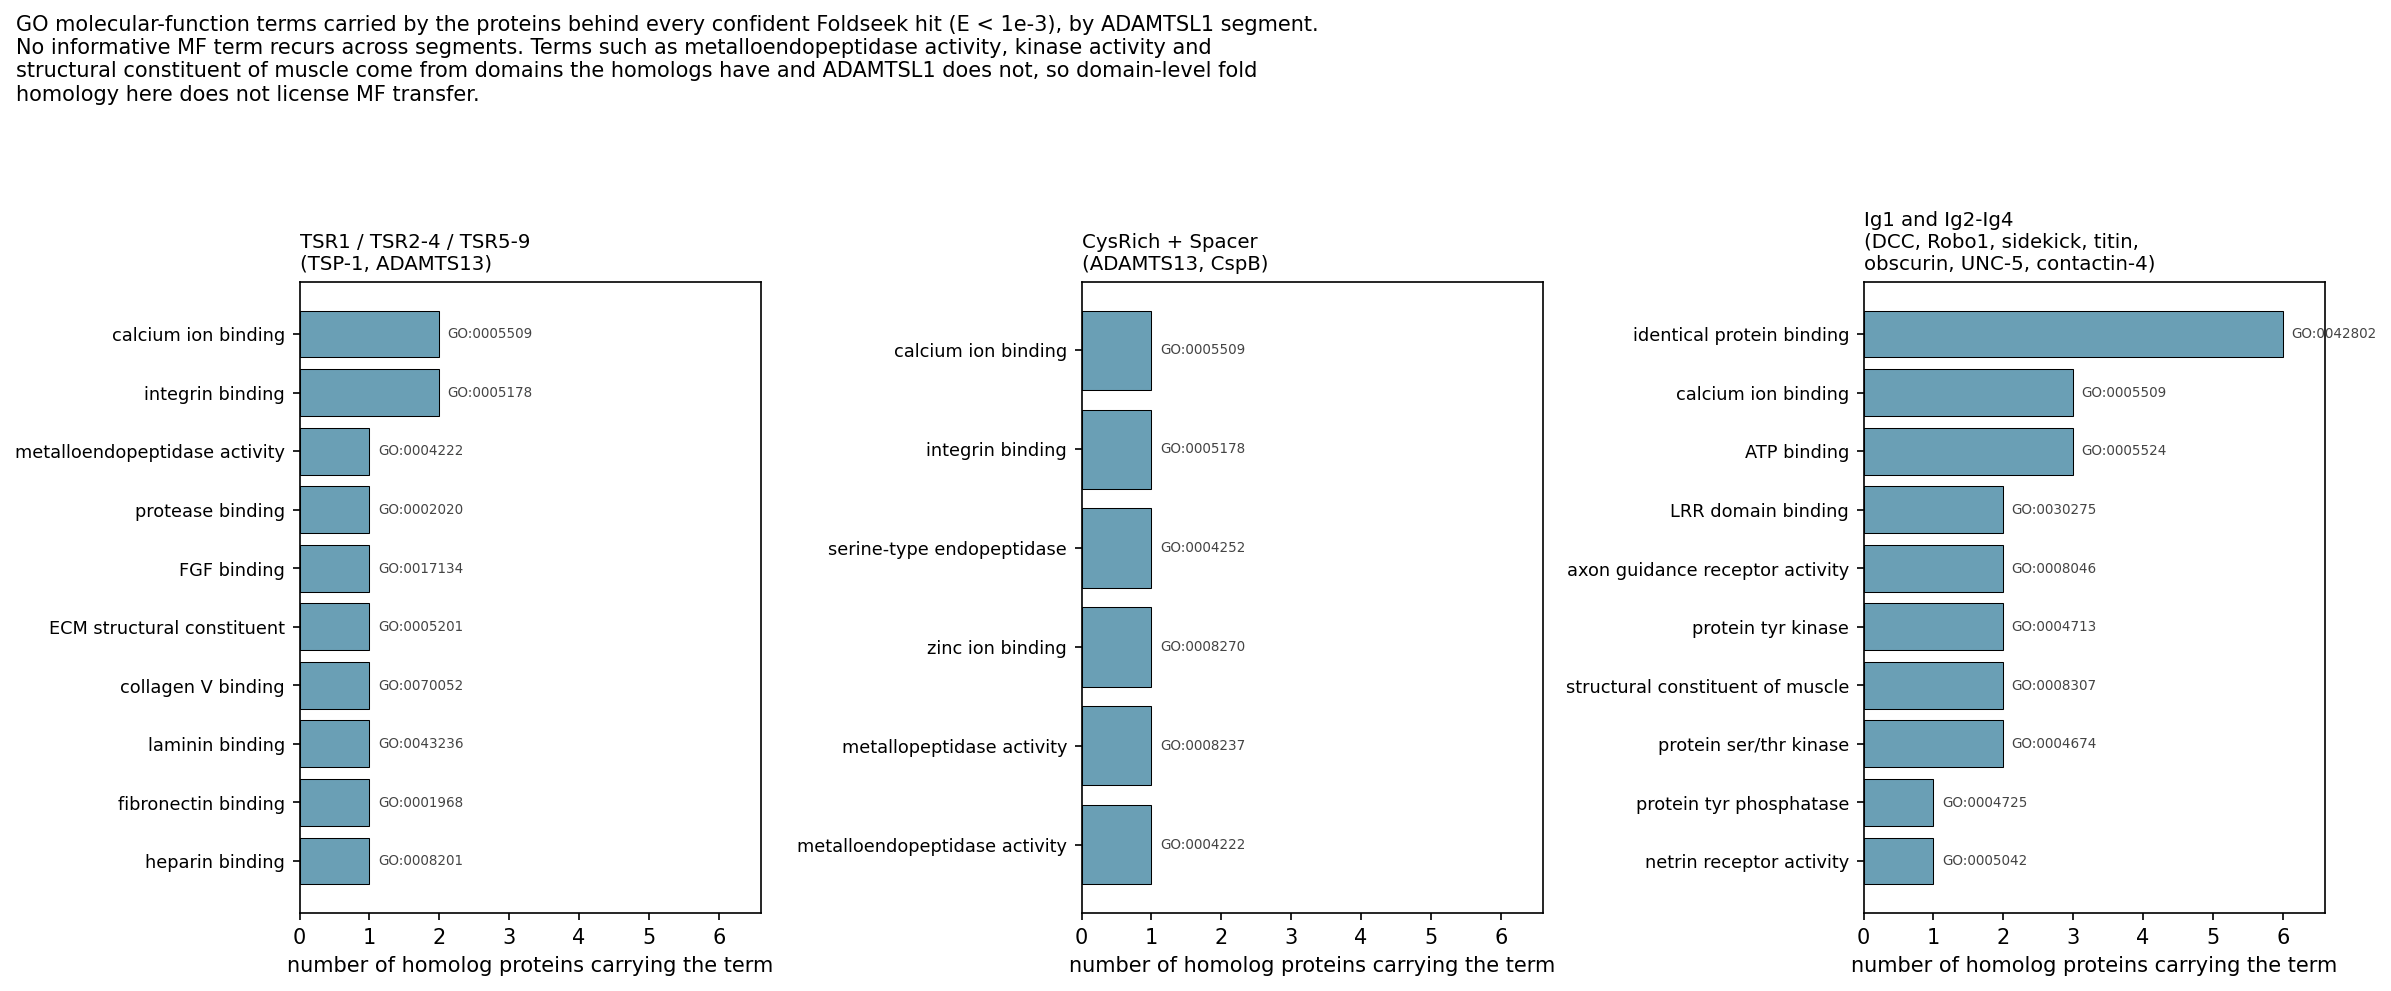 GO molecular-function terms carried by the proteins behind every confident Foldseek hit (E < 1e-3), by ADAMTSL1 segment.
No informative MF term recurs across segments. Terms such as metalloendopeptidase activity, kinase activity and
structural constituent of muscle come from domains the homologs have and ADAMTSL1 does not, so domain-level fold
homology here does not license MF transfer.
TSR1 / TSR2-4 / TSR5-9
(TSP-1, ADAMTS13)
calcium ion binding GO:0005509
integrin binding GO:0005178
metalloendopeptidase activity GO:0004222
protease binding GO:0002020
FGF binding GO:0017134
ECM structural constituent GO:0005201
collagen V binding GO:0070052
laminin binding GO:0043236
fibronectin binding GO:0001968
heparin binding GO:0008201
0 1 2 3 4 5 6
number of homolog proteins carrying the term
CysRich + Spacer
(ADAMTS13, CspB)
calcium ion binding GO:0005509
integrin binding GO:0005178
serine-type endopeptidase GO:0004252
zinc ion binding GO:0008270
metallopeptidase activity GO:0008237
metalloendopeptidase activity GO:0004222
0 1 2 3 4 5 6
number of homolog proteins carrying the term
Ig1 and Ig2-Ig4
(DCC, Robo1, sidekick, titin,
obscurin, UNC-5, contactin-4)
identical protein binding GO:0042802
calcium ion binding GO:0005509
ATP binding GO:0005524
LRR domain binding GO:0030275
axon guidance receptor activity GO:0008046
protein tyr kinase GO:0004713
structural constituent of muscle GO:0008307
protein ser/thr kinase GO:0004674
protein tyr phosphatase GO:0004725
netrin receptor activity GO:0005042
0 1 2 3 4 5 6
number of homolog proteins carrying the term